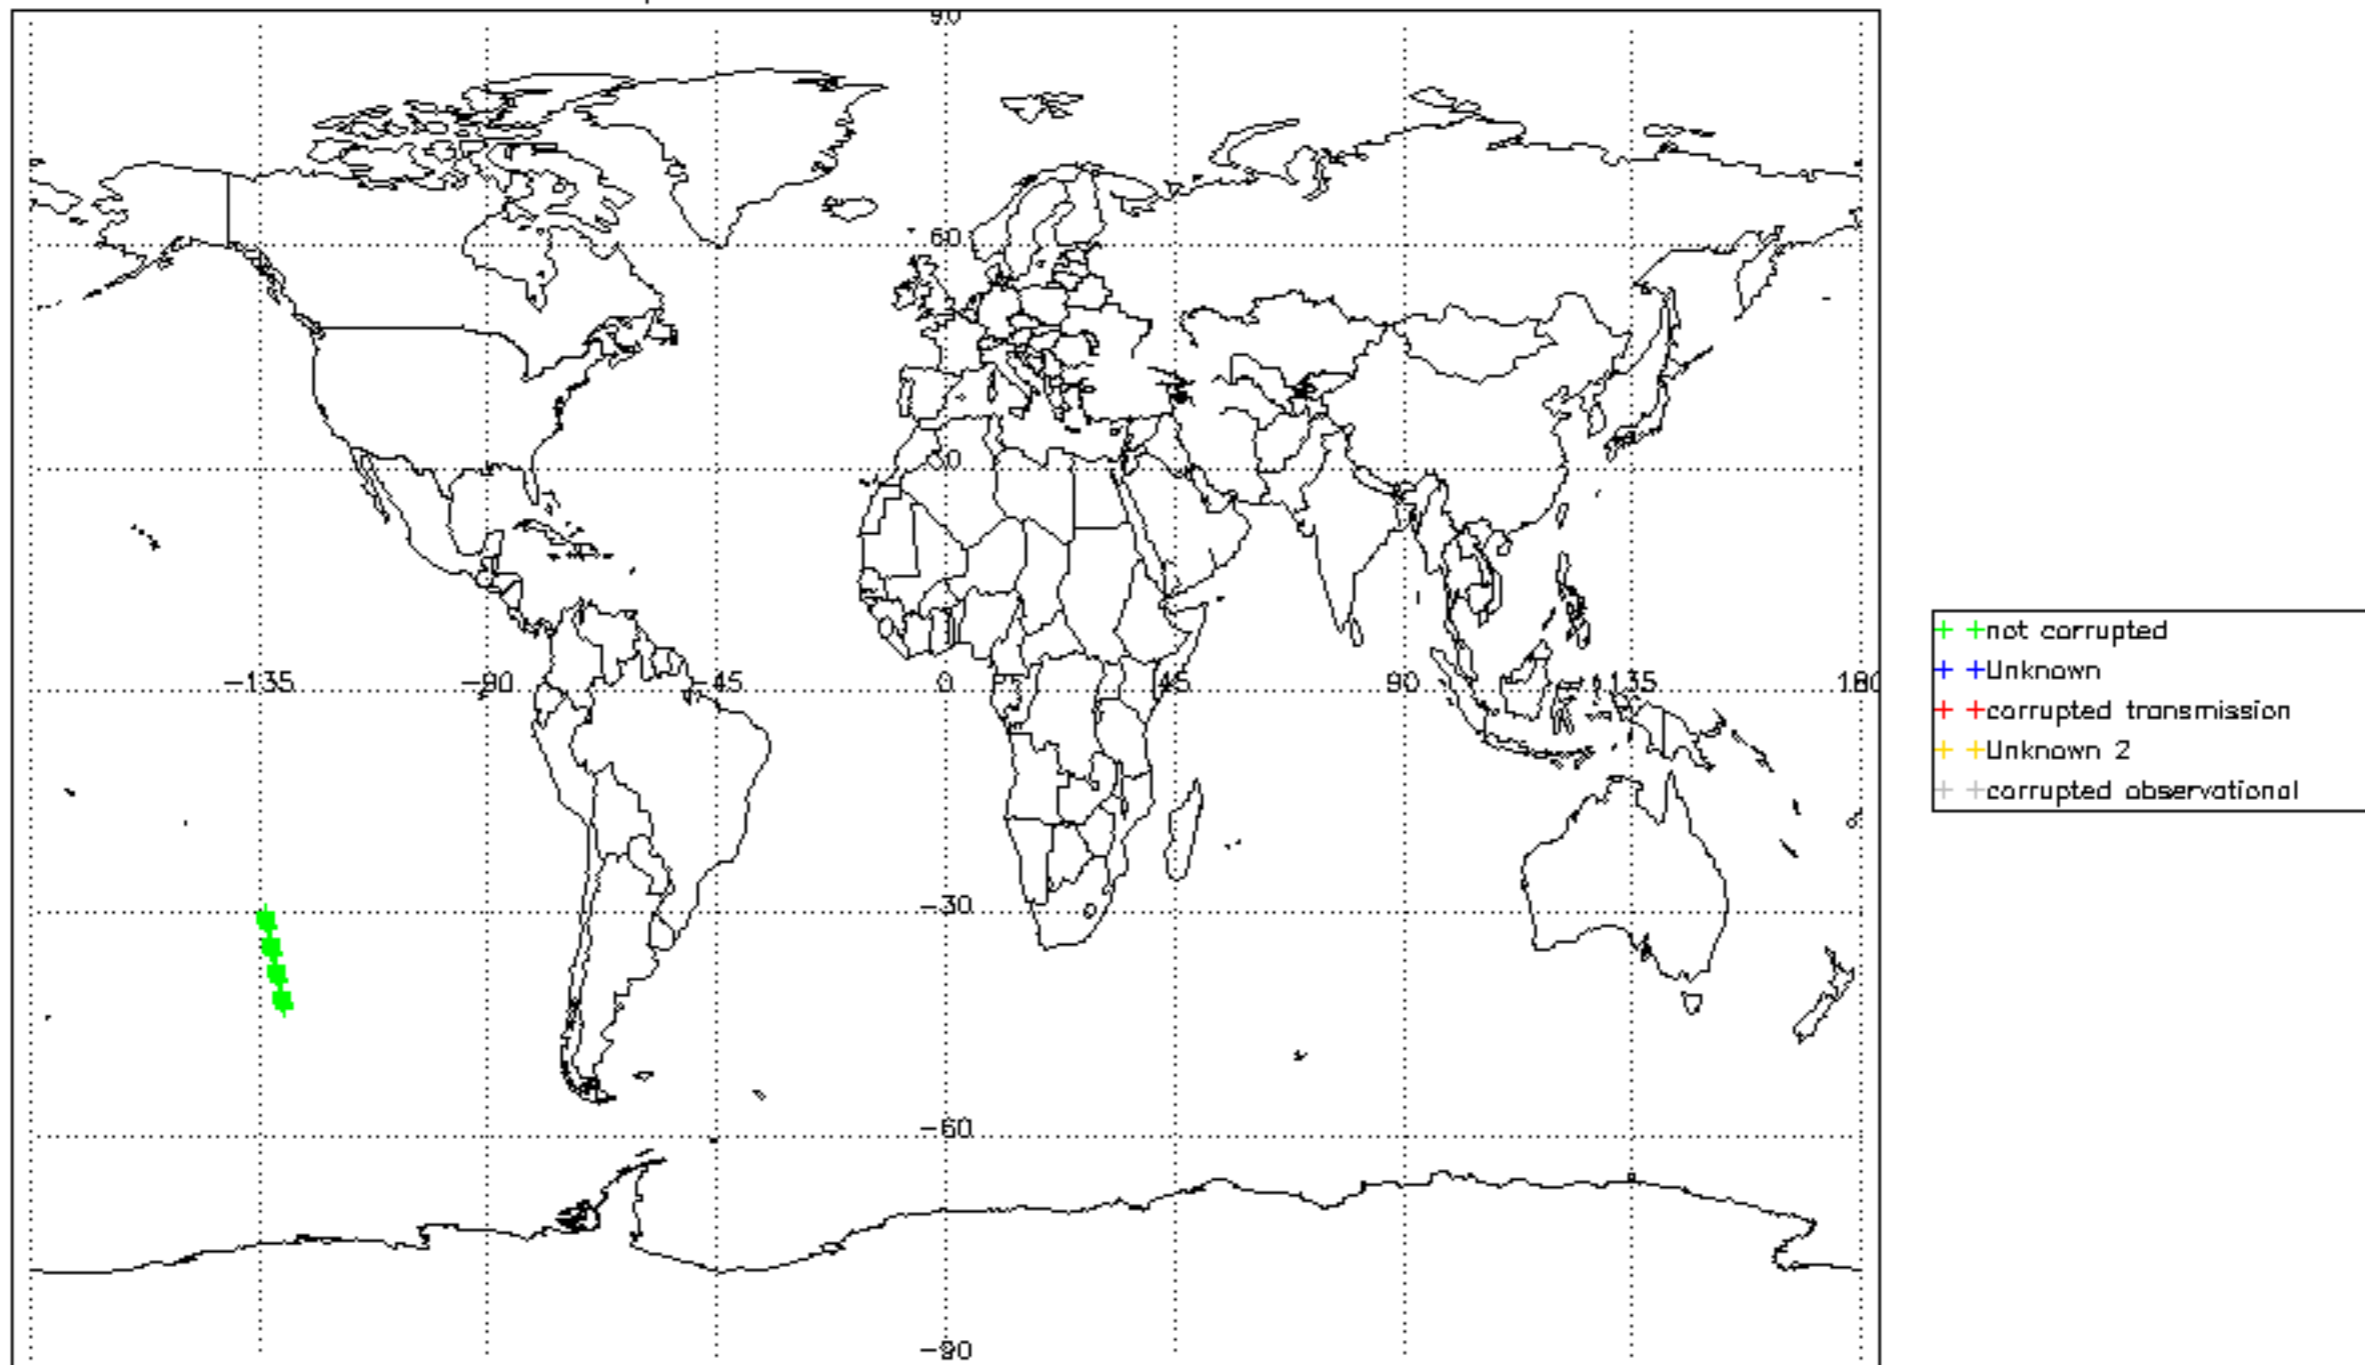 90
60
30
-135 -90 -45 0 45 90 135 180
-30
-60
-90
not corrupted
Unknown
corrupted transmission
Unknown 2
corrupted observational